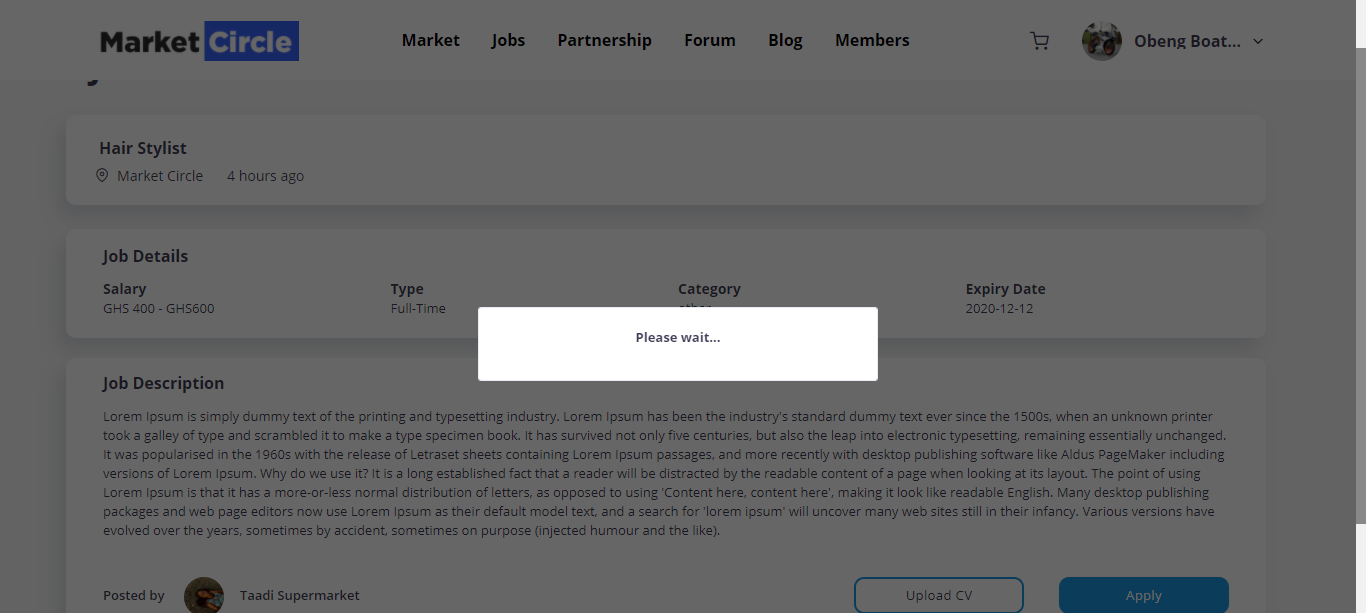 Market Circle
Market Jobs Partnership Forum Blog Members
Obeng Boat...
Hair Stylist
Market Circle 4 hours ago
Job Details
Salary Type Category Expiry Date
GHS 400 - GHS600 Full-Time 2020-12-12
Please wait...
Job Description
Lorem Ipsum is simply dummy text of the printing and typesetting industry. Lorem Ipsum has been the industry's standard dummy text ever since the 1500s, when an unknown printer
took a galley of type and scrambled it to make a type specimen book. It has survived not only five centuries, but also the leap into electronic typesetting, remaining essentially unchanged.
It was popularised in the 1960s with the release of Letraset sheets containing Lorem Ipsum passages, and more recently with desktop publishing software like Aldus PageMaker including
versions of Lorem Ipsum. Why do we use it? It is a long established fact that a reader will be distracted by the readable content of a page when looking at its layout. The point of using
Lorem Ipsum is that it has a more-or-less normal distribution of letters, as opposed to using 'Content here, content here', making it look like readable English. Many desktop publishing
packages and web page editors now use Lorem Ipsum as their default model text, and a search for 'lorem ipsum' will uncover many web sites still in their infancy. Various versions have
evolved over the years, sometimes by accident, sometimes on purpose (injected humour and the like).
Posted by Taadi Supermarket Upload CV Apply